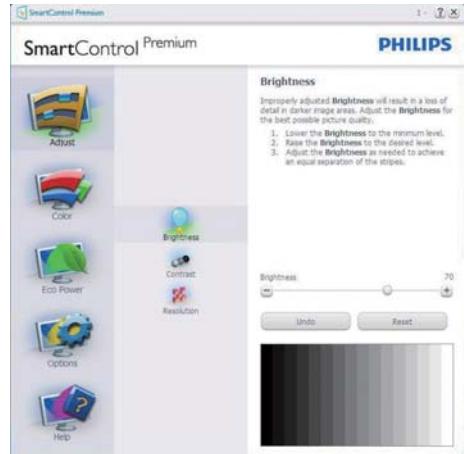 SmartControl Premium
1 -
?
X
SmartControl Premium
PHILIPS
Adjust
Color
Eco Power
Options
Help
Brightness
Contrast
Resolution
Brightness
Improperly adjusted Brightness will result in a loss of
detail in darker image areas. Adjust the Brightness for
the best possible picture quality.
1. Lower the Brightness to the minimum level.
2. Raise the Brightness to the desired level.
3. Adjust the Brightness as needed to achieve
an equal separation of the stripes.
Brightness 70
Undo Reset